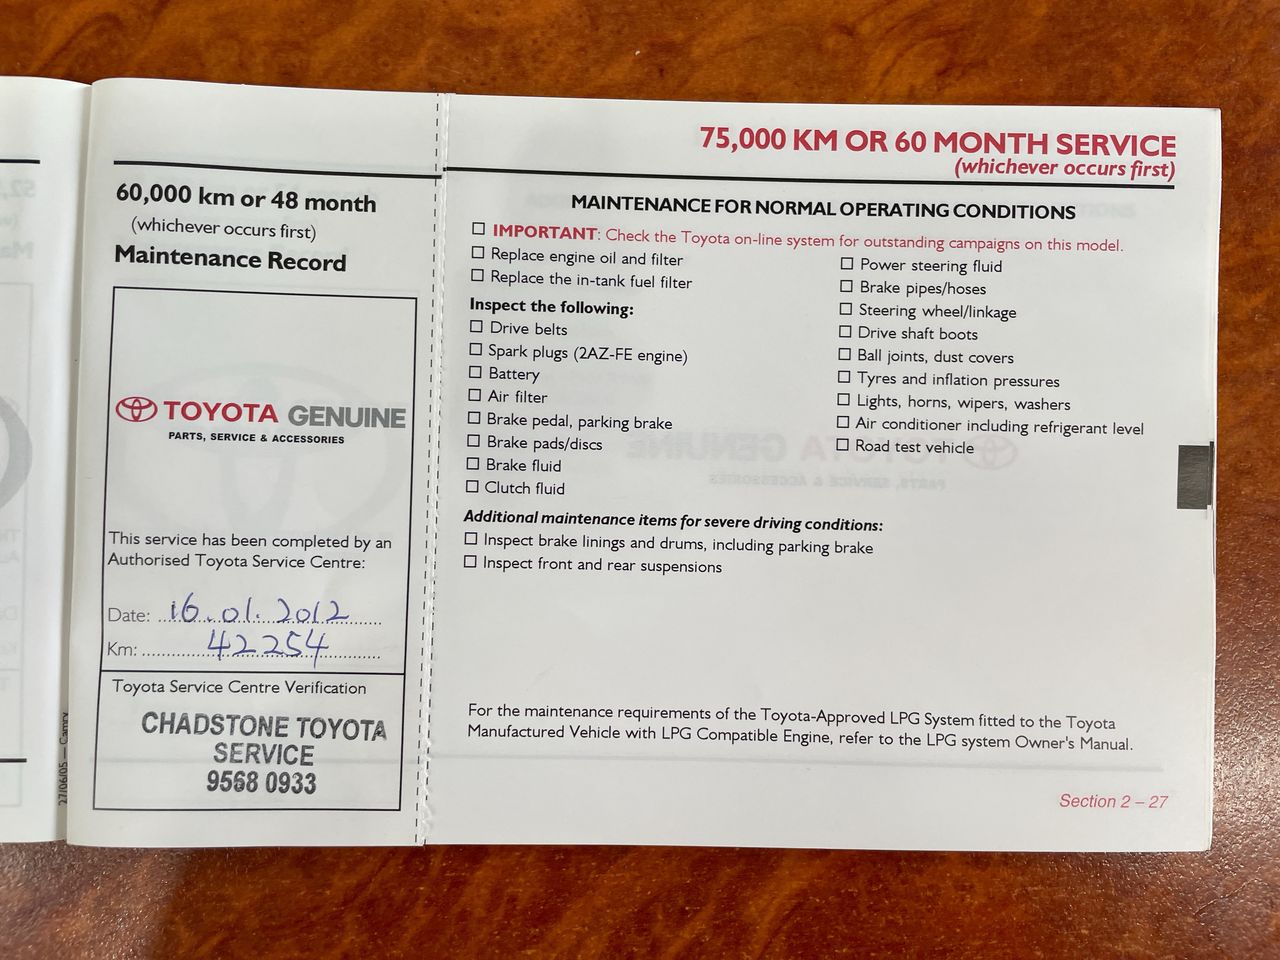 60,000 km or 48 month
(whichever occurs first)
Maintenance Record
TOYOTA GENUINE
PARTS, SERVICE & ACCESSORIES
This service has been completed by an
Authorised Toyota Service Centre:
Date: 16.01.2012
Km: 42254
Toyota Service Centre Verification
CHADSTONE TOYOTA
SERVICE
9568 0933
27/06/05 — Camry
75,000 KM OR 60 MONTH SERVICE
(whichever occurs first)
MAINTENANCE FOR NORMAL OPERATING CONDITIONS
IMPORTANT: Check the Toyota on-line system for outstanding campaigns on this model.
Replace engine oil and filter
Replace the in-tank fuel filter
Inspect the following:
Drive belts
Spark plugs (2AZ-FE engine)
Battery
Air filter
Brake pedal, parking brake
Brake pads/discs
Brake fluid
Clutch fluid
Power steering fluid
Brake pipes/hoses
Steering wheel/linkage
Drive shaft boots
Ball joints, dust covers
Tyres and inflation pressures
Lights, horns, wipers, washers
Air conditioner including refrigerant level
Road test vehicle
Additional maintenance items for severe driving conditions:
Inspect brake linings and drums, including parking brake
Inspect front and rear suspensions
For the maintenance requirements of the Toyota-Approved LPG System fitted to the Toyota
Manufactured Vehicle with LPG Compatible Engine, refer to the LPG system Owner's Manual.
Section 2 – 27